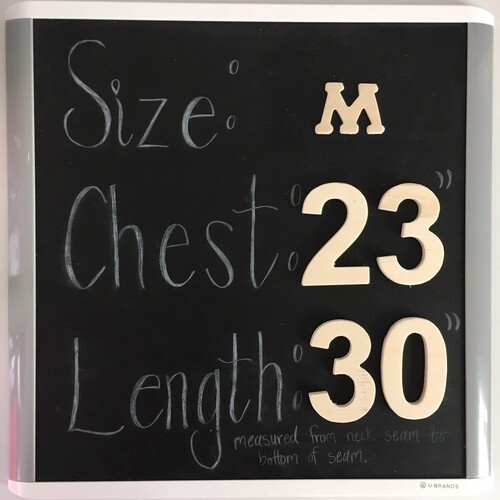 Size: M
Chest: 23"
Length: 30"
measured from neck seam to
bottom of seam.
U BRANDS